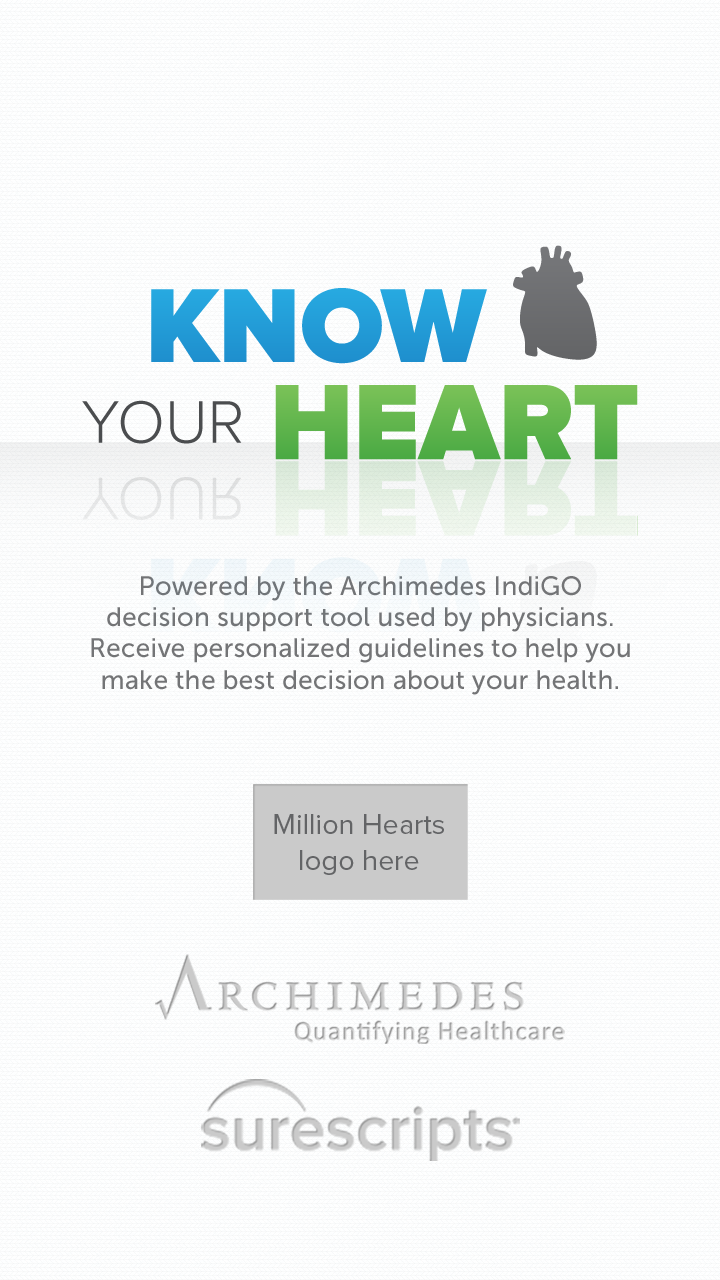 KNOW
YOUR HEART
Powered by the Archimedes IndiGO
decision support tool used by physicians.
Receive personalized guidelines to help you
make the best decision about your health.
Million Hearts
logo here
ARCHIMEDES
Quantifying Healthcare
surescripts